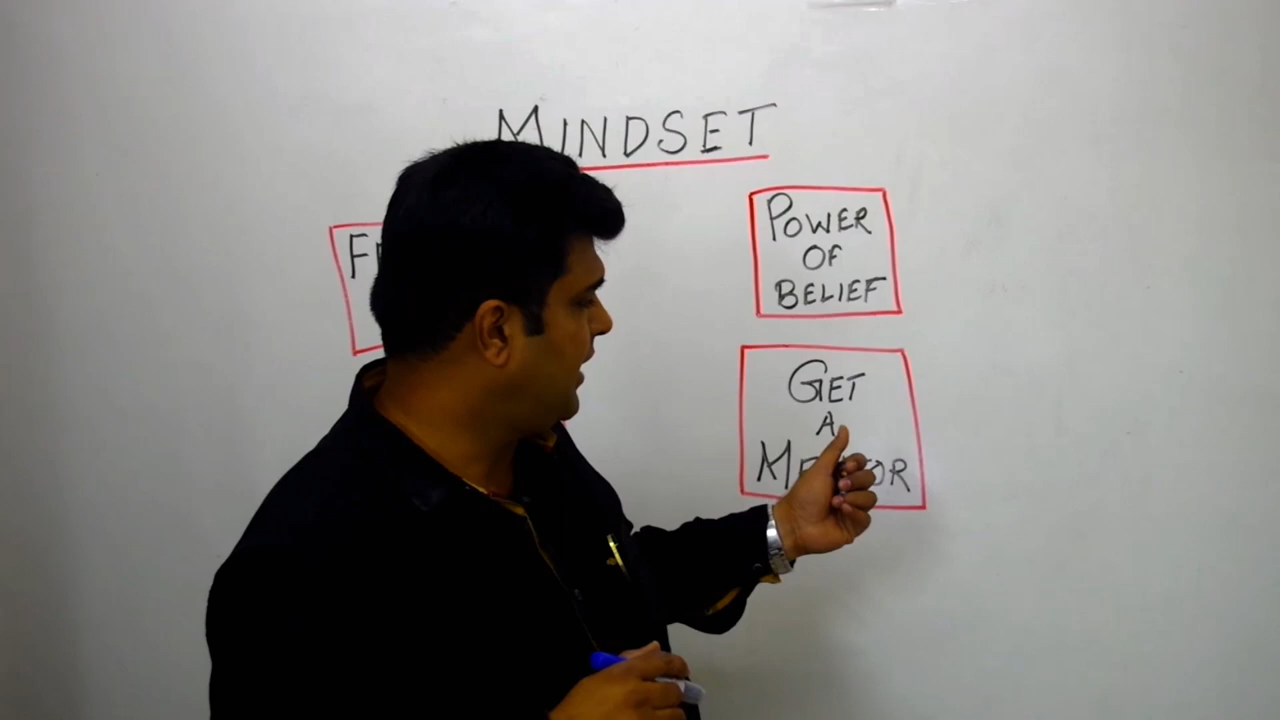 MINDSET
POWER
OF
BELIEF
GET
A